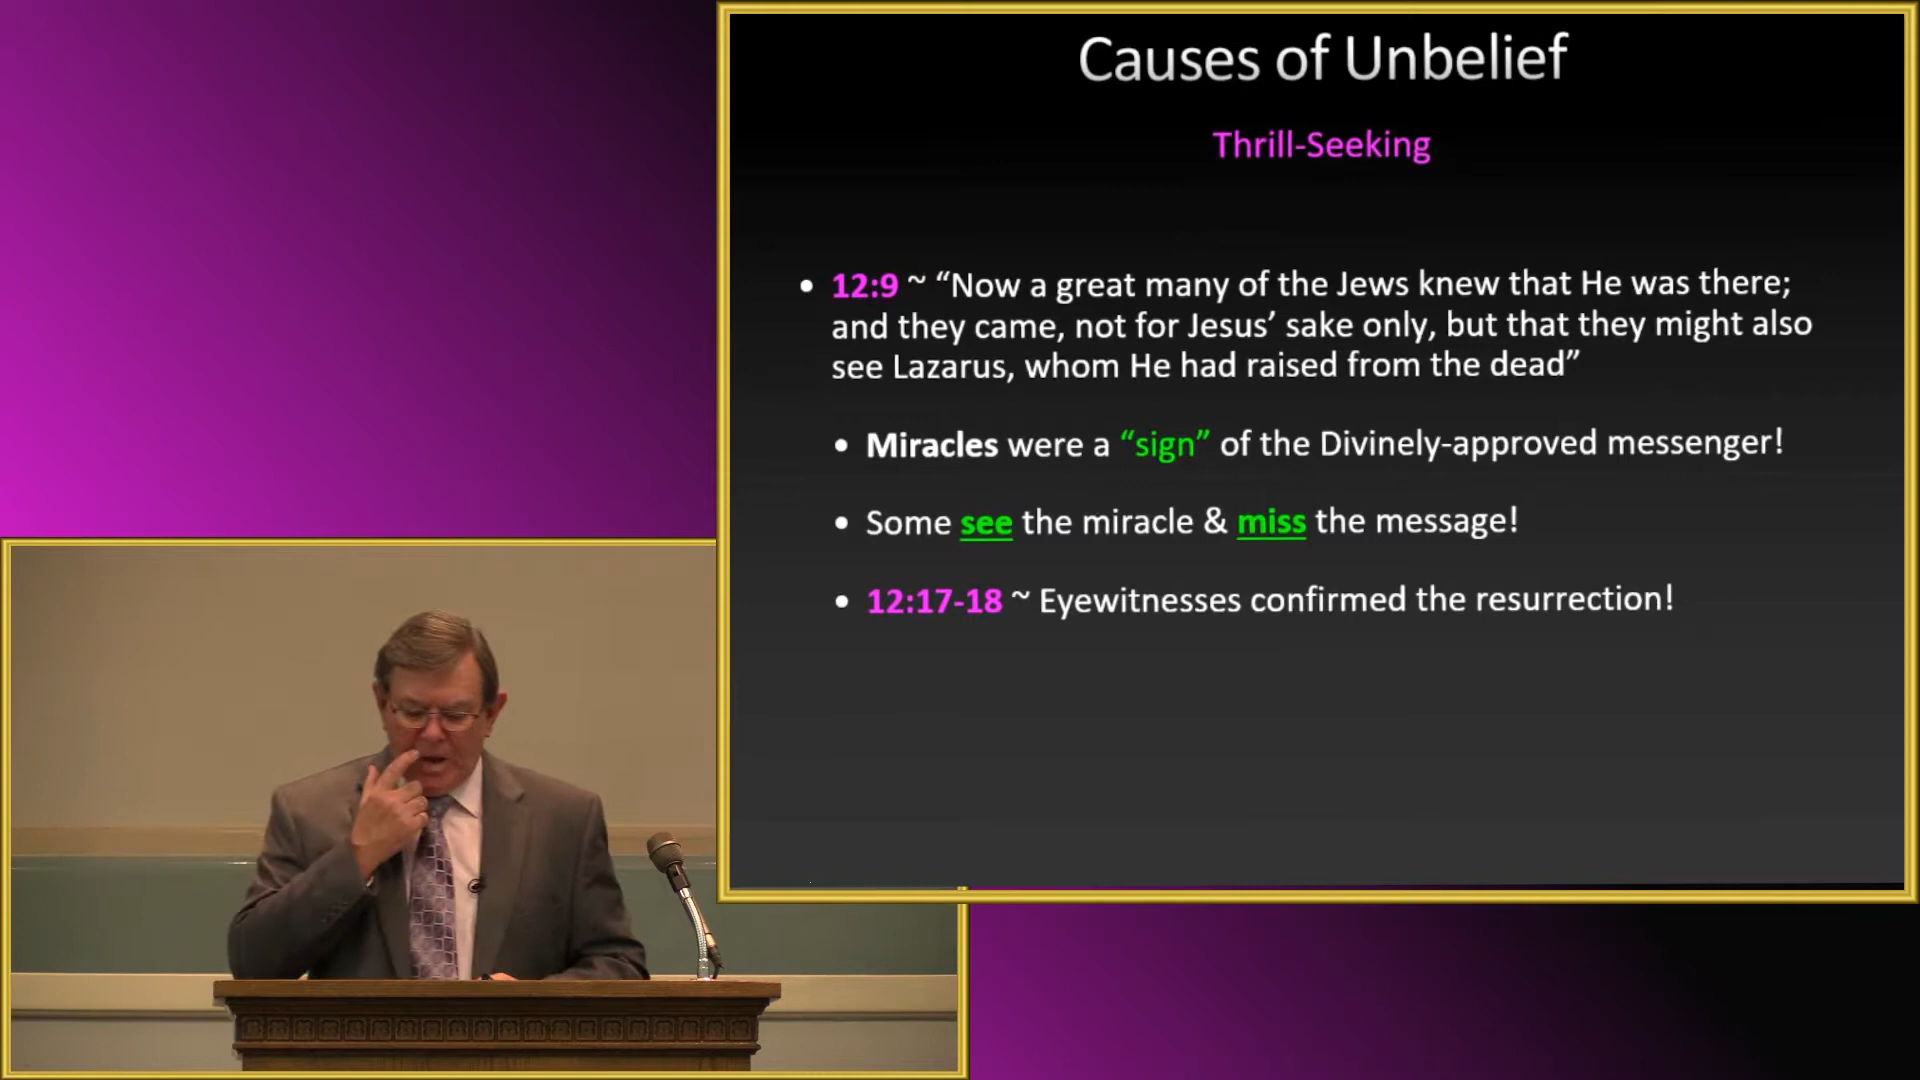 Causes of Unbelief
Thrill-Seeking
• 12:9 ~ “Now a great many of the Jews knew that He was there;
and they came, not for Jesus’ sake only, but that they might also
see Lazarus, whom He had raised from the dead”
• Miracles were a “sign” of the Divinely-approved messenger!
• Some see the miracle & miss the message!
• 12:17-18 ~ Eyewitnesses confirmed the resurrection!